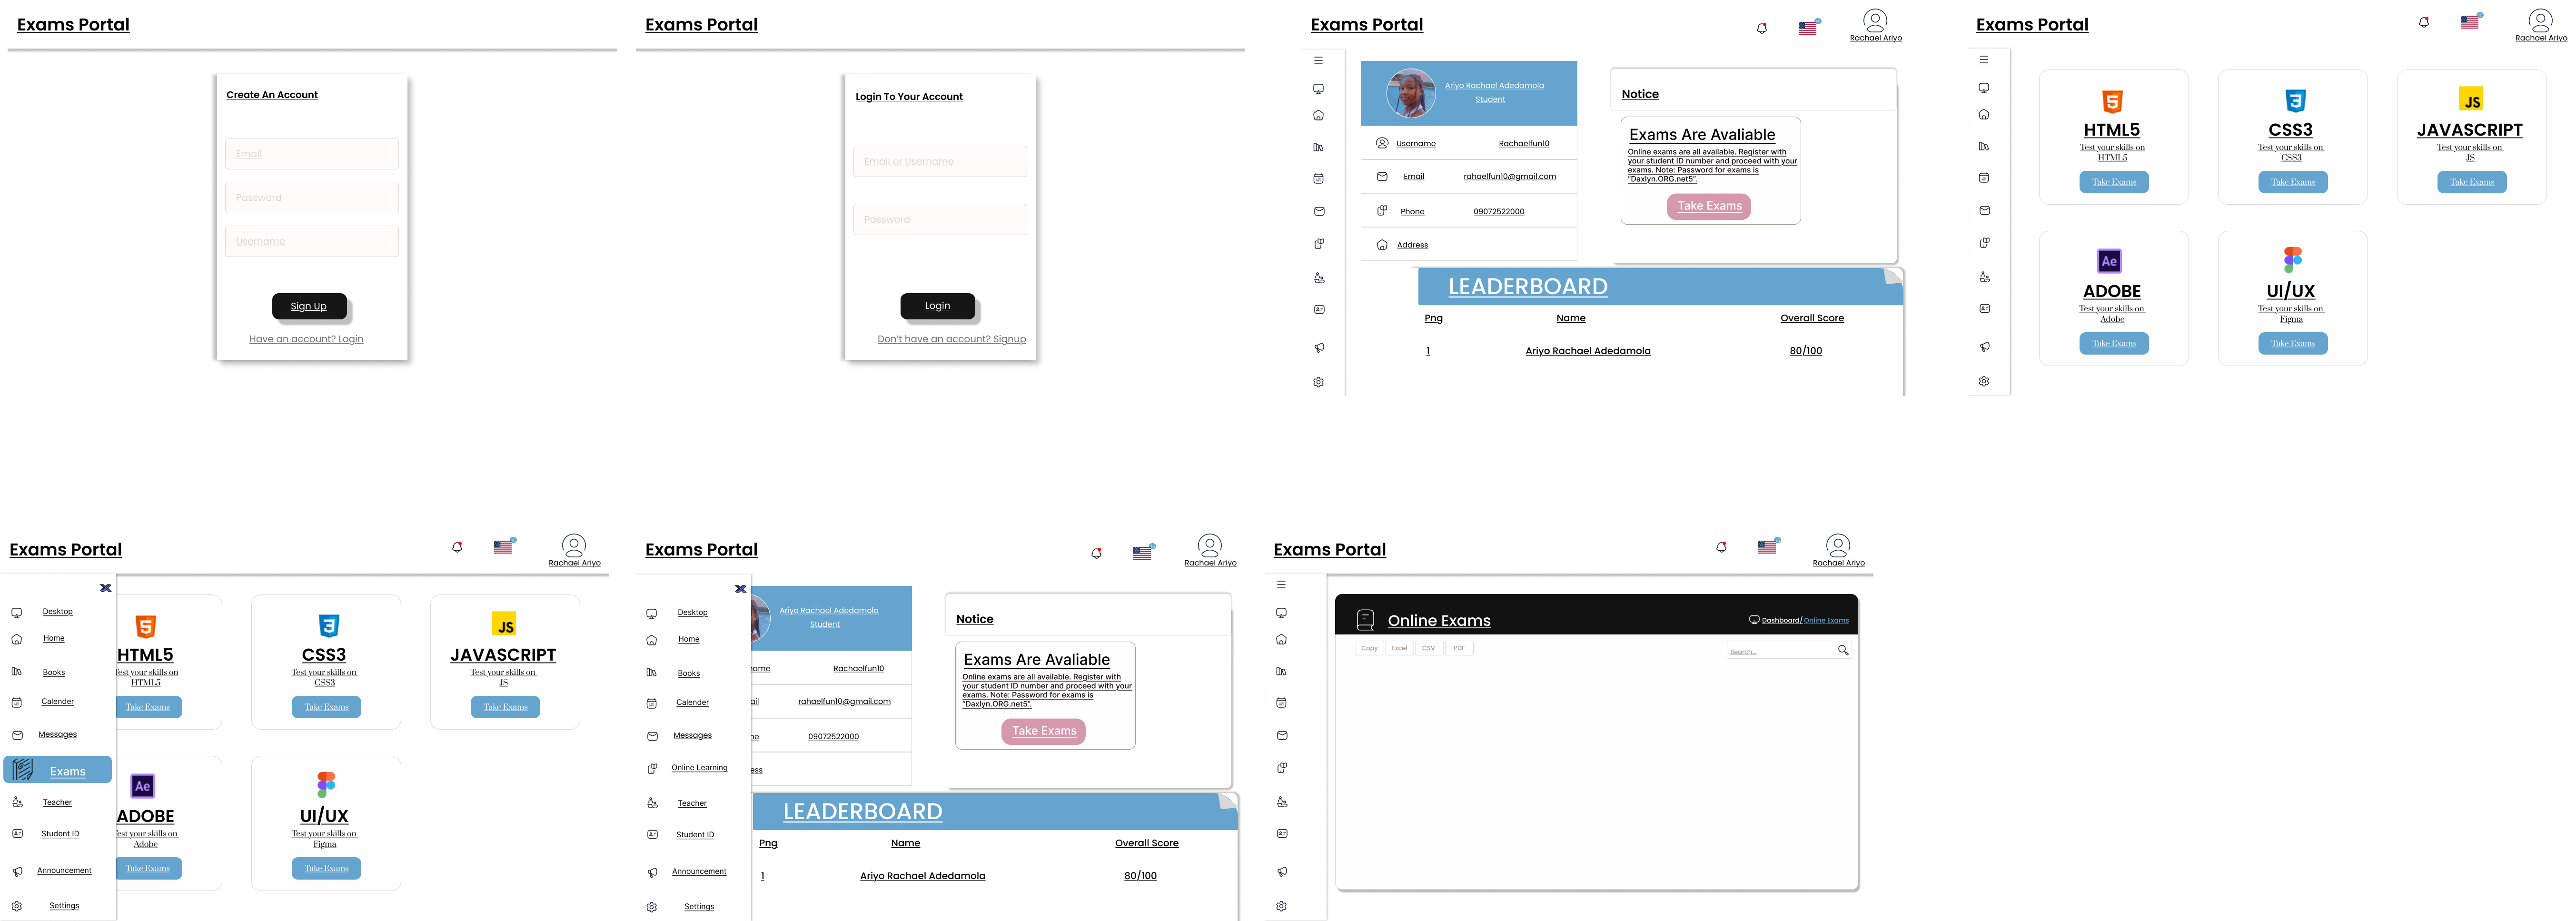 Exams Portal
Create An Account
Email
Password
Username
Sign Up
Have an account? Login
Exams Portal
Login To Your Account
Email or Username
Password
Login
Don't have an account? Signup
Exams Portal
Rachael Ariyo
Ariyo Rachael Adedamola
Student
Username Rachaelfun10
Email rahaelfun10@gmail.com
Phone 09072522000
Address
Notice
Exams Are Avaliable
Online exams are all available. Register with
your student ID number and proceed with your
exams. Note: Password for exams is
"Daxlyn.ORG.net5".
Take Exams
LEADERBOARD
Png Name Overall Score
1 Ariyo Rachael Adedamola 80/100
Exams Portal
Rachael Ariyo
HTML5
Test your skills on
HTML5
Take Exams
CSS3
Test your skills on
CSS3
Take Exams
JS
JAVASCRIPT
Test your skills on
JS
Take Exams
Ae
ADOBE
Test your skills on
Adobe
Take Exams
UI/UX
Test your skills on
Figma
Take Exams
Exams Portal
Rachael Ariyo
Desktop
Home
Books
Calender
Messages
Exams
Teacher
Student ID
Announcement
Settings
HTML5
Test your skills on
HTML5
Take Exams
CSS3
Test your skills on
CSS3
Take Exams
JS
JAVASCRIPT
Test your skills on
JS
Take Exams
Ae
ADOBE
Test your skills on
Adobe
Take Exams
UI/UX
Test your skills on
Figma
Take Exams
Exams Portal
Rachael Ariyo
Desktop
Home
Books
Calender
Messages
Online Learning
Teacher
Student ID
Announcement
Settings
Ariyo Rachael Adedamola
Student
ame Rachaelfun10
ail rahaelfun10@gmail.com
ne 09072522000
ess
Notice
Exams Are Avaliable
Online exams are all available. Register with
your student ID number and proceed with your
exams. Note: Password for exams is
"Daxlyn.ORG.net5".
Take Exams
LEADERBOARD
Png Name Overall Score
1 Ariyo Rachael Adedamola 80/100
Exams Portal
Rachael Ariyo
Online Exams
Dashboard/ Online Exams
Copy Excel CSV PDF
Search...